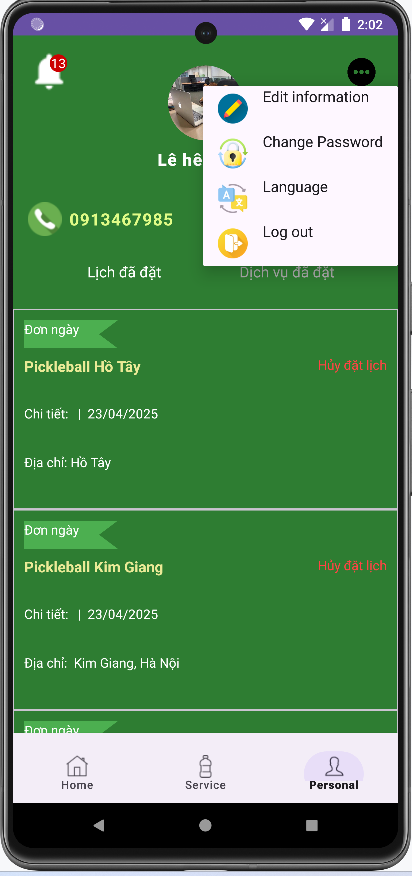 2:02
13
Edit information
Change Password
Language
Log out
Lê hê
0913467985
Lịch đã đặt
Dịch vụ đã đặt
Đơn ngày
Pickleball Hồ Tây
Hủy đặt lịch
Chi tiết: | 23/04/2025
Địa chỉ: Hồ Tây
Đơn ngày
Pickleball Kim Giang
Hủy đặt lịch
Chi tiết: | 23/04/2025
Địa chỉ: Kim Giang, Hà Nội
Đơn ngày
Home
Service
Personal